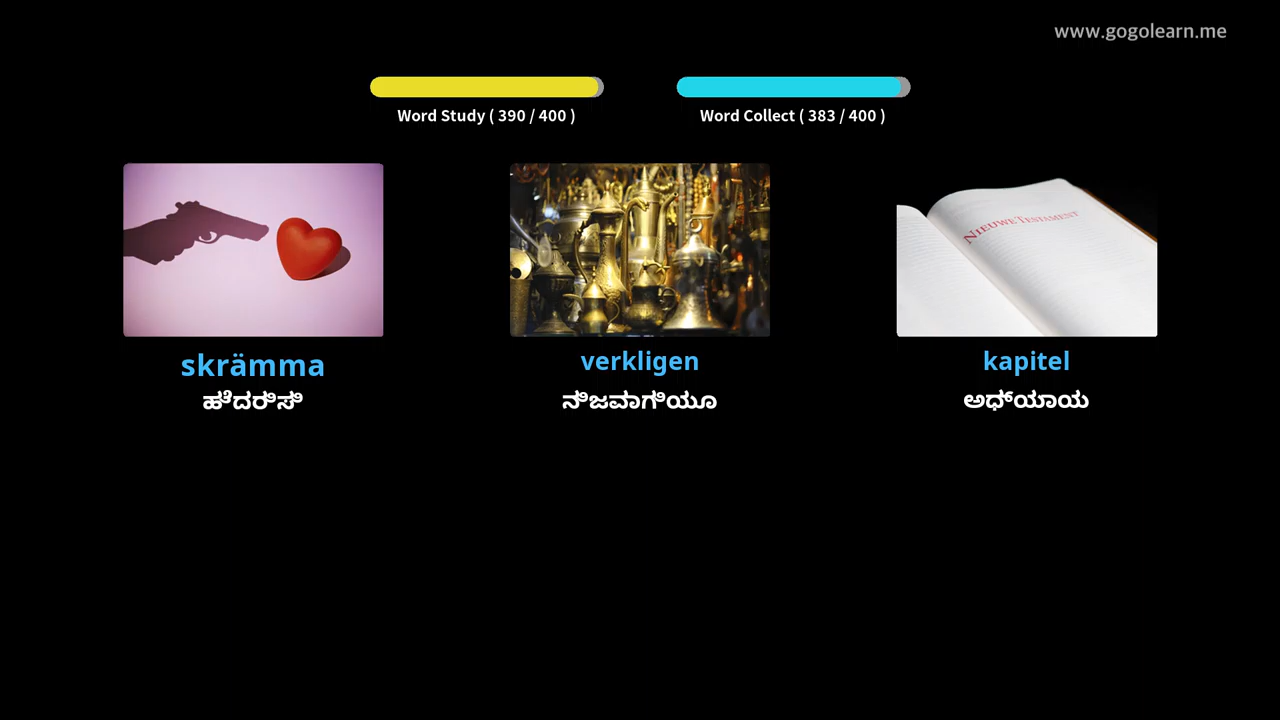 www.gogolearn.me
Word Study ( 390 / 400 )
Word Collect ( 383 / 400 )
NIEUWE TESTAMENT
skrämma
verkligen
kapitel
ಹೆದರಿಸಿ
ನಿಜವಾಗಿಯೂ
ಅಧ್ಯಾಯ